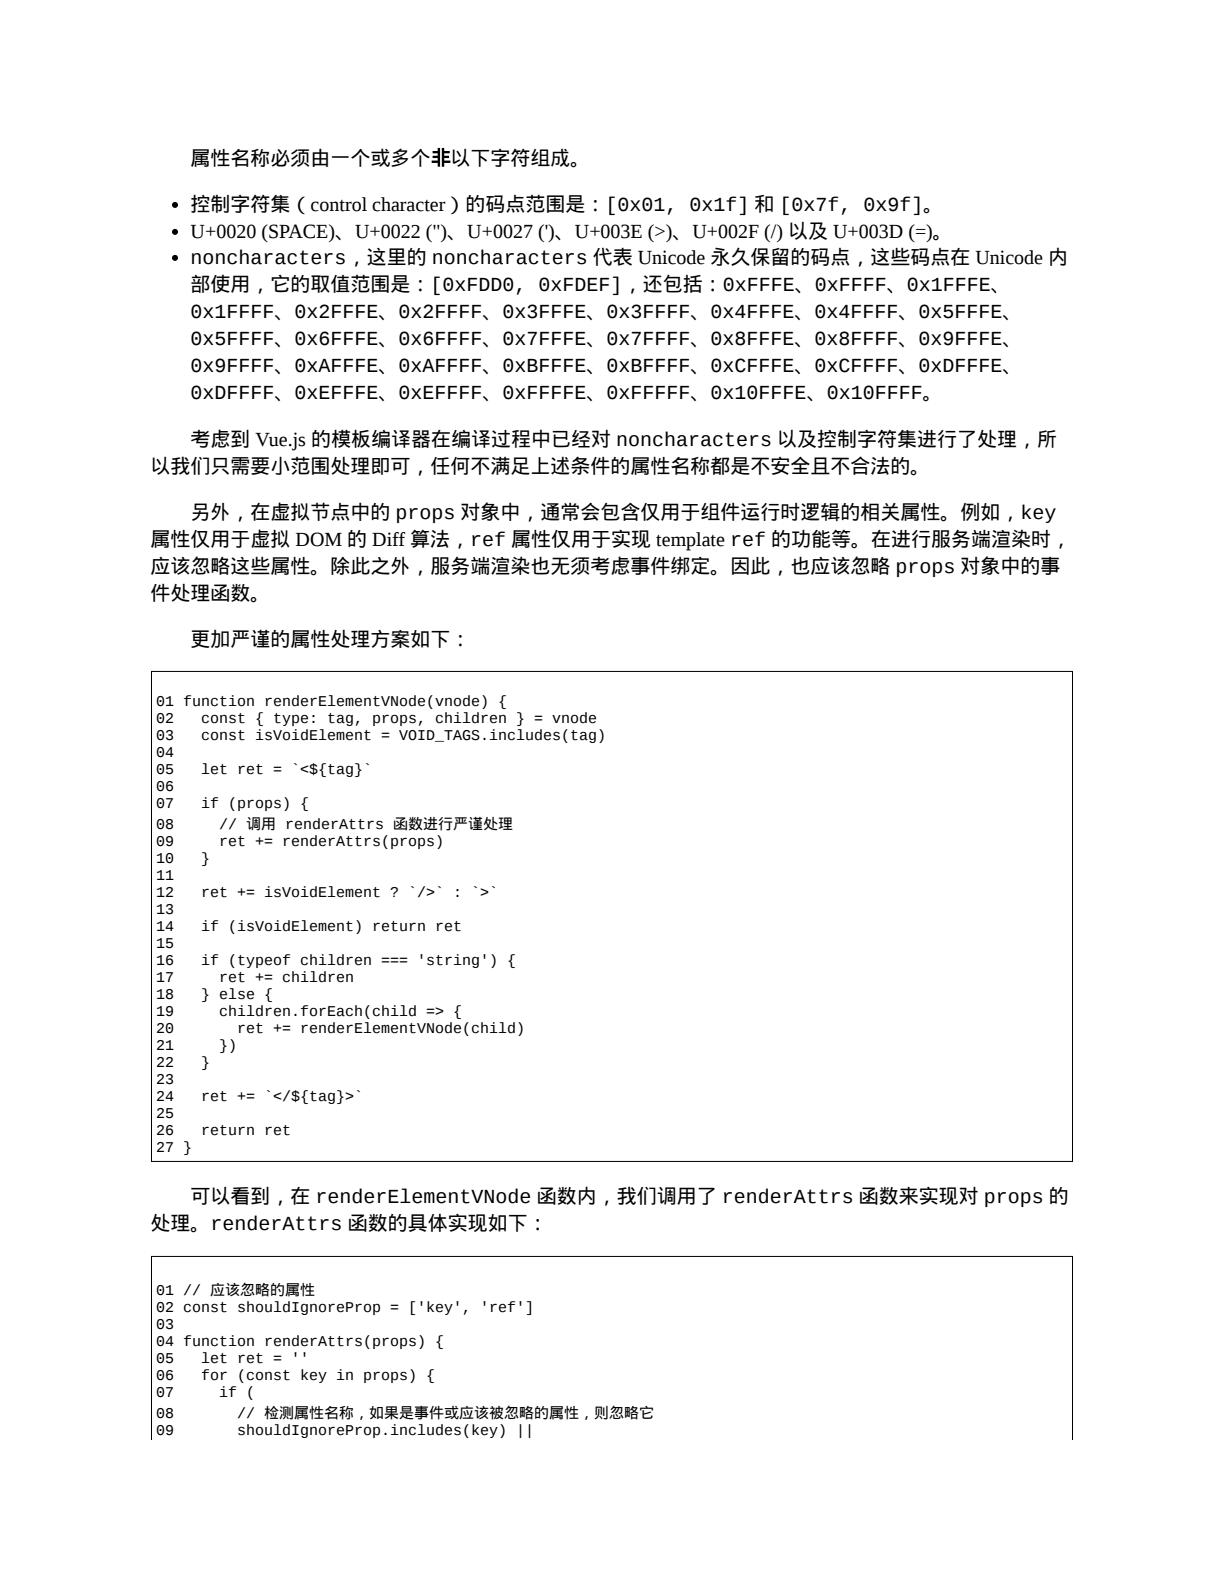 属性名称必须由一个或多个非以下字符组成。
• 控制字符集（control character）的码点范围是：[0x01, 0x1f] 和 [0x7f, 0x9f]。
• U+0020 (SPACE)、U+0022 (")、U+0027 (')、U+003E (>)、U+002F (/) 以及 U+003D (=)。
• noncharacters，这里的 noncharacters 代表 Unicode 永久保留的码点，这些码点在 Unicode 内
部使用，它的取值范围是：[0xFDD0, 0xFDEF]，还包括：0xFFFE、0xFFFF、0x1FFFE、
0x1FFFF、0x2FFFE、0x2FFFF、0x3FFFE、0x3FFFF、0x4FFFE、0x4FFFF、0x5FFFE、
0x5FFFF、0x6FFFE、0x6FFFF、0x7FFFE、0x7FFFF、0x8FFFE、0x8FFFF、0x9FFFE、
0x9FFFF、0xAFFFE、0xAFFFF、0xBFFFE、0xBFFFF、0xCFFFE、0xCFFFF、0xDFFFE、
0xDFFFF、0xEFFFE、0xEFFFF、0xFFFFE、0xFFFFF、0x10FFFE、0x10FFFF。
考虑到 Vue.js 的模板编译器在编译过程中已经对 noncharacters 以及控制字符集进行了处理，所
以我们只需要小范围处理即可，任何不满足上述条件的属性名称都是不安全且不合法的。
另外，在虚拟节点中的 props 对象中，通常会包含仅用于组件运行时逻辑的相关属性。例如，key
属性仅用于虚拟 DOM 的 Diff 算法，ref 属性仅用于实现 template ref 的功能等。在进行服务端渲染时，
应该忽略这些属性。除此之外，服务端渲染也无须考虑事件绑定。因此，也应该忽略 props 对象中的事
件处理函数。
更加严谨的属性处理方案如下：
01 function renderElementVNode(vnode) {
02   const { type: tag, props, children } = vnode
03   const isVoidElement = VOID_TAGS.includes(tag)
04
05   let ret = `<${tag}`
06
07   if (props) {
08     // 调用 renderAttrs 函数进行严谨处理
09     ret += renderAttrs(props)
10   }
11
12   ret += isVoidElement ? `/>` : `>`
13
14   if (isVoidElement) return ret
15
16   if (typeof children === 'string') {
17     ret += children
18   } else {
19     children.forEach(child => {
20       ret += renderElementVNode(child)
21     })
22   }
23
24   ret += `</${tag}>`
25
26   return ret
27 }
可以看到，在 renderElementVNode 函数内，我们调用了 renderAttrs 函数来实现对 props 的
处理。renderAttrs 函数的具体实现如下：
01 // 应该忽略的属性
02 const shouldIgnoreProp = ['key', 'ref']
03
04 function renderAttrs(props) {
05   let ret = ''
06   for (const key in props) {
07     if (
08       // 检测属性名称，如果是事件或应该被忽略的属性，则忽略它
09       shouldIgnoreProp.includes(key) ||